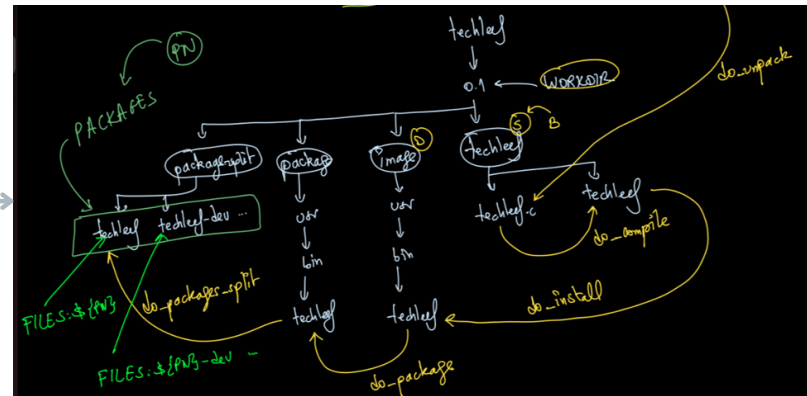 techleef
PN
0.1
WORKDIR
do_unpack
PACKAGES
D
S
B
packages-split
package
image
techleef
techleef
techleef-dev ...
usr
usr
techleef.c
techleef
bin
bin
do_compile
FILES:${PN}
do_packages_split
techleef
techleef
do_install
FILES:${PN}-dev ...
do_package